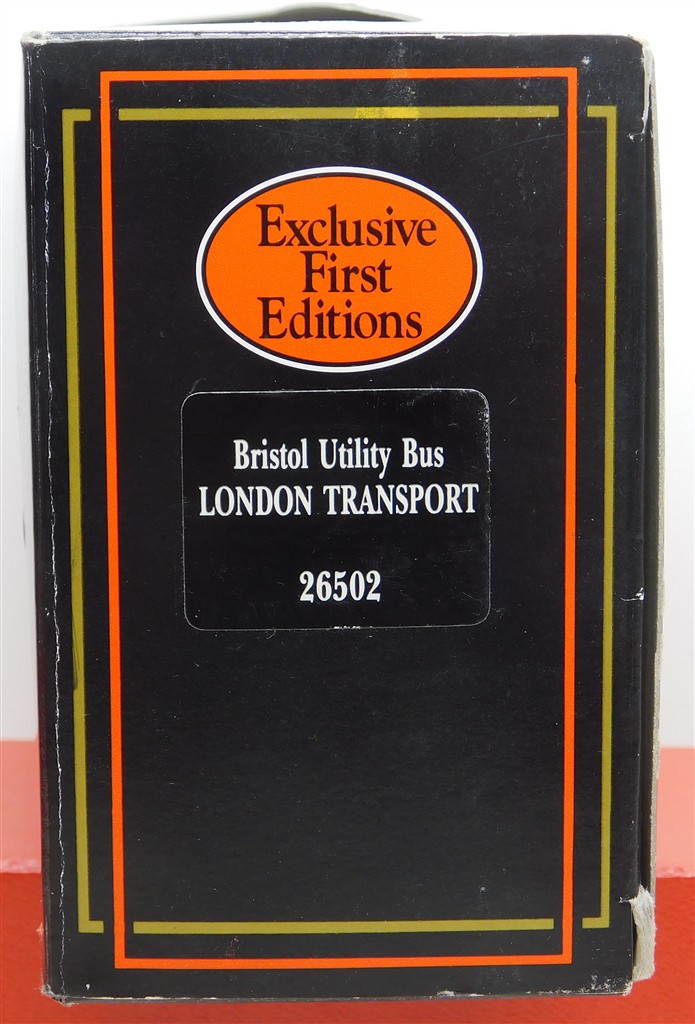 Exclusive
First
Editions
Bristol Utility Bus
LONDON TRANSPORT
26502